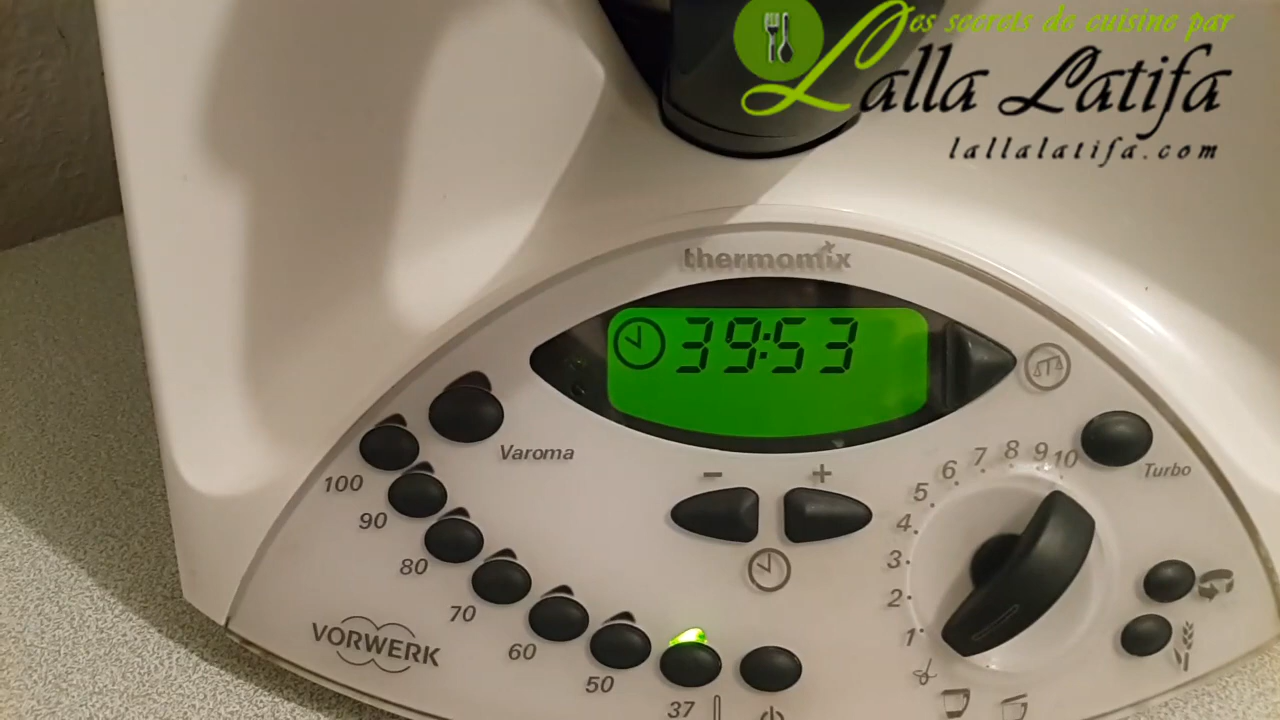 Les secrets de cuisine par
Lalla Latifa
lallalatifa.com
thermomix
39:53
Varoma
100
90
80
70
60
50
37
VORWERK
- +
1 2 3 4 5 6 7 8 9 10
Turbo